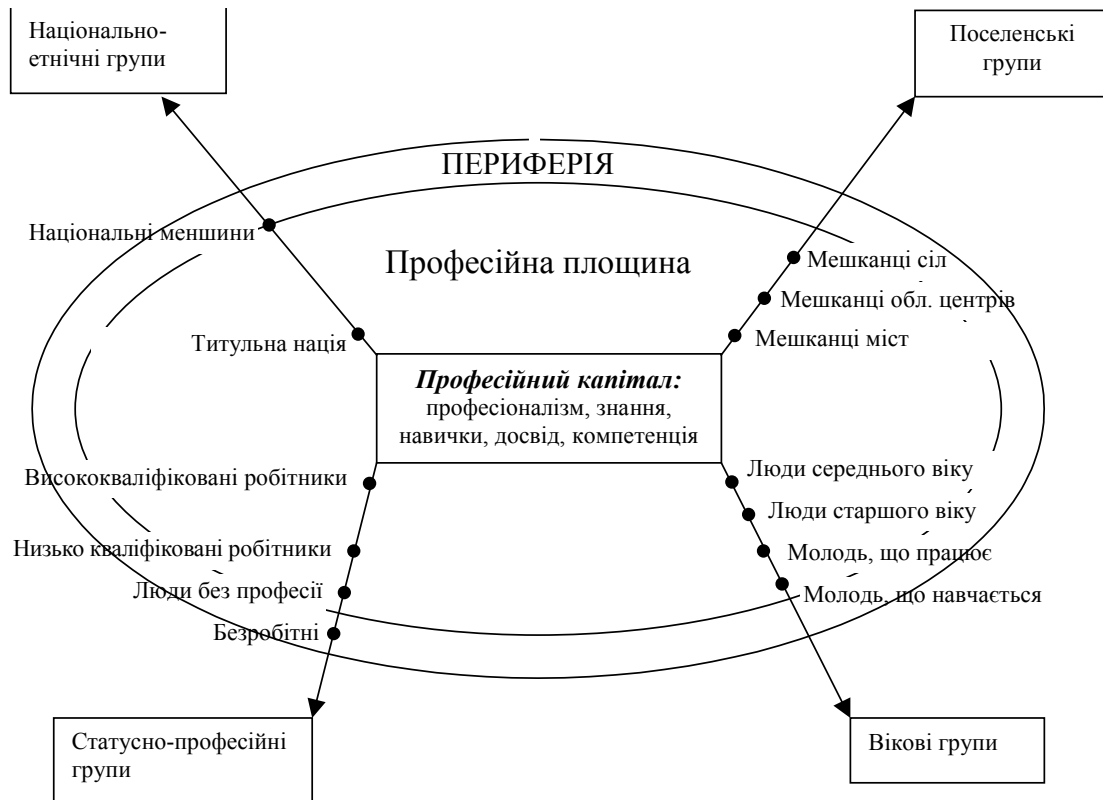 Національно-
етнічні групи
Поселенські
групи
ПЕРИФЕРІЯ
Національні меншини
Професійна площина
Мешканці сіл
Мешканці обл. центрів
Титульна нація
Мешканці міст
Професійний капітал:
професіоналізм, знання,
навички, досвід, компетенція
Висококваліфіковані робітники
Люди середнього віку
Люди старшого віку
Низько кваліфіковані робітники
Молодь, що працює
Люди без професії
Молодь, що навчається
Безробітні
Статусно-професійні
групи
Вікові групи